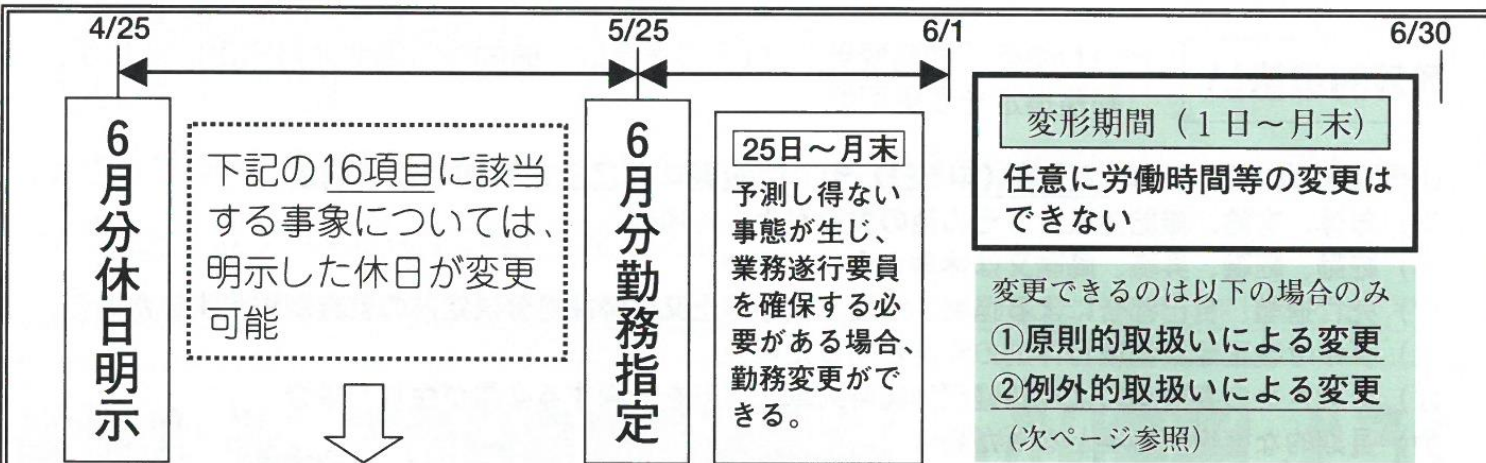 4/25
5/25
6/1
6/30
6月分休日明示
下記の16項目に該当
する事象については、
明示した休日が変更
可能
6月分勤務指定
25日～月末
予測し得ない
事態が生じ、
業務遂行要員
を確保する必
要がある場合、
勤務変更がで
きる。
変形期間（1日～月末）
任意に労働時間等の変更は
できない
変更できるのは以下の場合のみ
①原則的取扱いによる変更
②例外的取扱いによる変更
（次ページ参照）